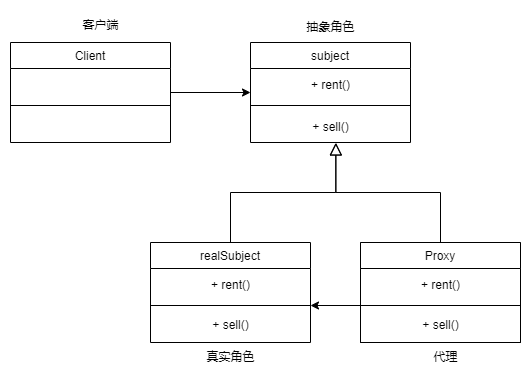 客户端
抽象角色
Client
subject
+ rent()
+ sell()
realSubject
Proxy
+ rent()
+ rent()
+ sell()
+ sell()
真实角色
代理